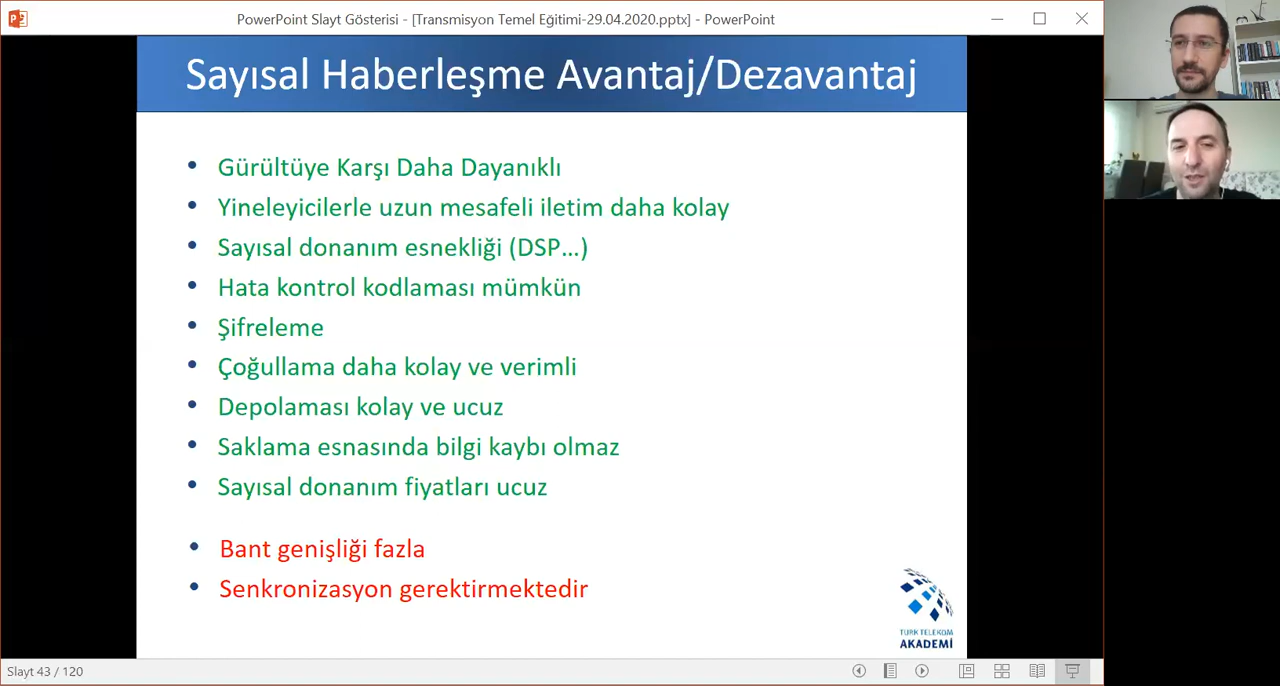 PowerPoint Slayt Gösterisi - [Transmisyon Temel Eğitimi-29.04.2020.pptx] - PowerPoint
Sayısal Haberleşme Avantaj/Dezavantaj
• Gürültüye Karşı Daha Dayanıklı
• Yineleyicilerle uzun mesafeli iletim daha kolay
• Sayısal donanım esnekliği (DSP...)
• Hata kontrol kodlaması mümkün
• Şifreleme
• Çoğullama daha kolay ve verimli
• Depolaması kolay ve ucuz
• Saklama esnasında bilgi kaybı olmaz
• Sayısal donanım fiyatları ucuz
• Bant genişliği fazla
• Senkronizasyon gerektirmektedir
TÜRK TELEKOM
AKADEMİ
Slayt 43 / 120